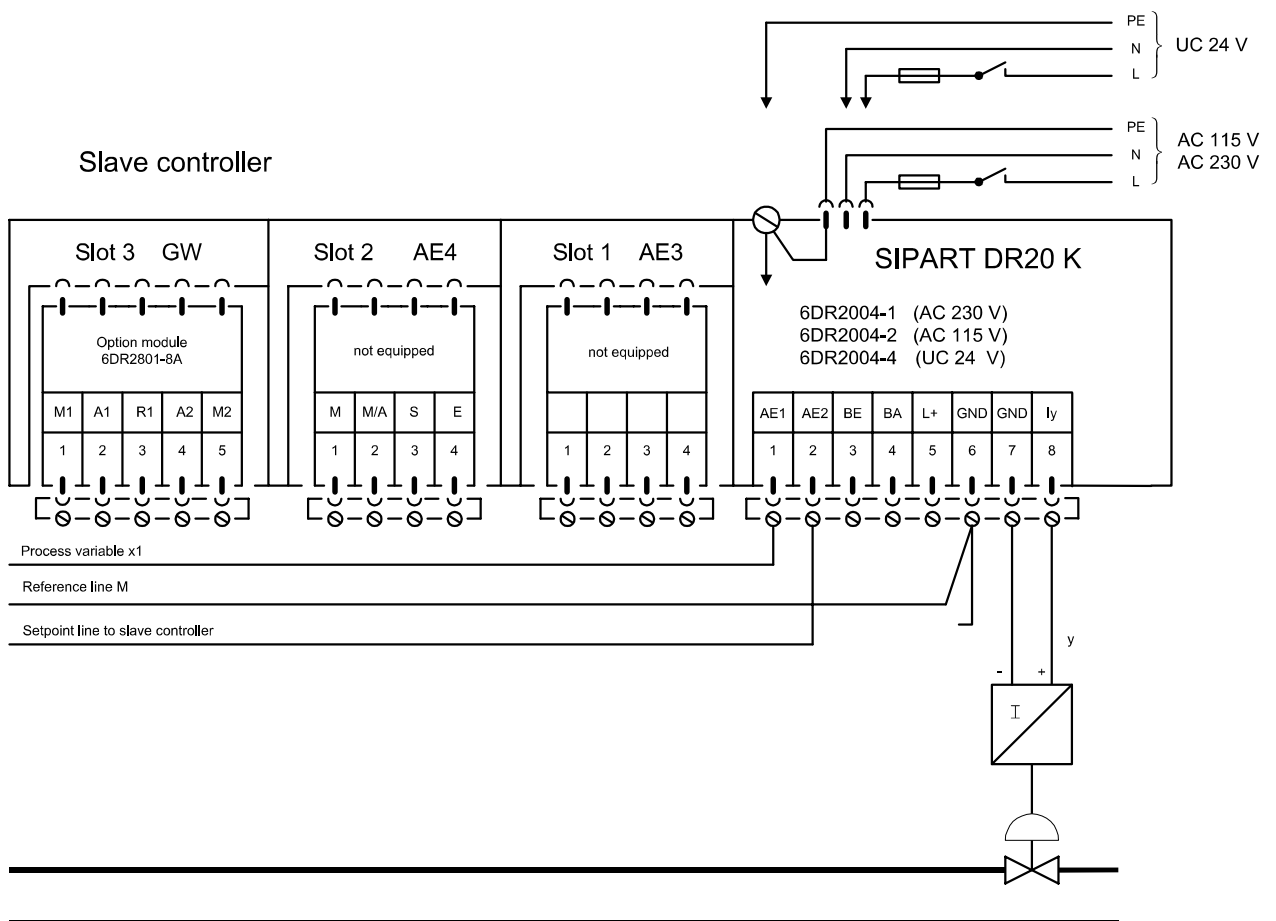 PE
N
L
UC 24 V
PE
N
L
AC 115 V
AC 230 V
Slave controller
Slot 3 GW
Slot 2 AE4
Slot 1 AE3
SIPART DR20 K
6DR2004-1 (AC 230 V)
6DR2004-2 (AC 115 V)
6DR2004-4 (UC 24 V)
Option module
6DR2801-8A
not equipped
not equipped
M1 A1 R1 A2 M2
M M/A S E
AE1 AE2 BE BA L+ GND GND Iy
1 2 3 4 5
1 2 3 4
1 2 3 4
1 2 3 4 5 6 7 8
Process variable x1
Reference line M
Setpoint line to slave controller
y
- +
I